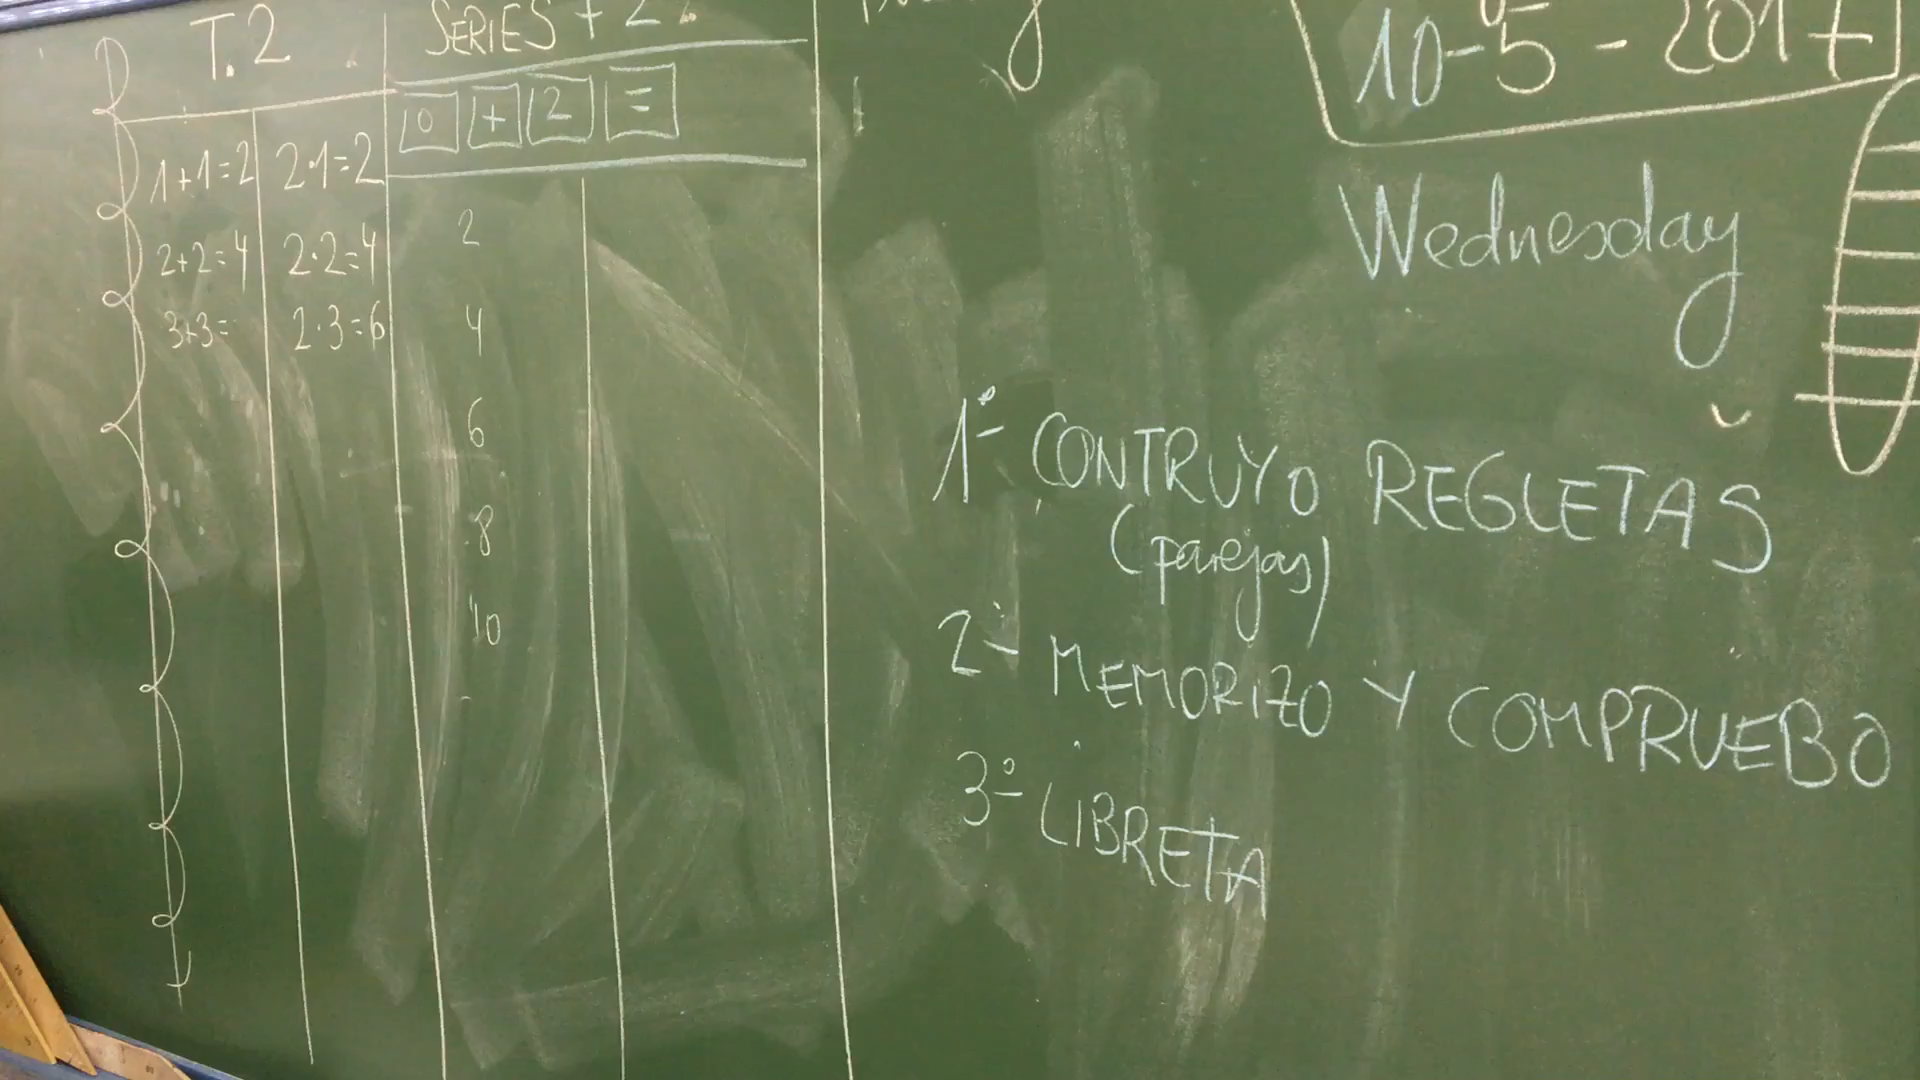 T.2
1+1=2 2·1=2
2+2=4 2·2=4
3+3= 2·3=6
SERIES + 2
0 + 2 =
2
4
6
8
10
10-5-2017
Wednesday
1º- CONTRUYO REGLETAS
(parejas)
2- MEMORIZO Y COMPRUEBO
3º LIBRETA